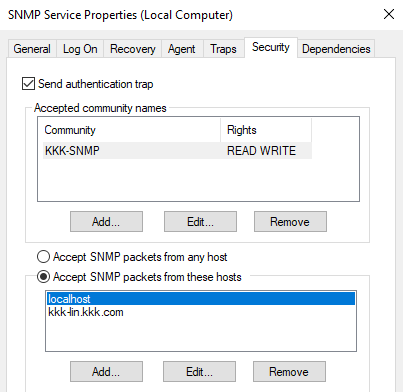 SNMP Service Properties (Local Computer)
General Log On Recovery Agent Traps Security Dependencies
Send authentication trap
Accepted community names
Community Rights
KKK-SNMP READ WRITE
Add... Edit... Remove
Accept SNMP packets from any host
Accept SNMP packets from these hosts
localhost
kkk-lin.kkk.com
Add... Edit... Remove